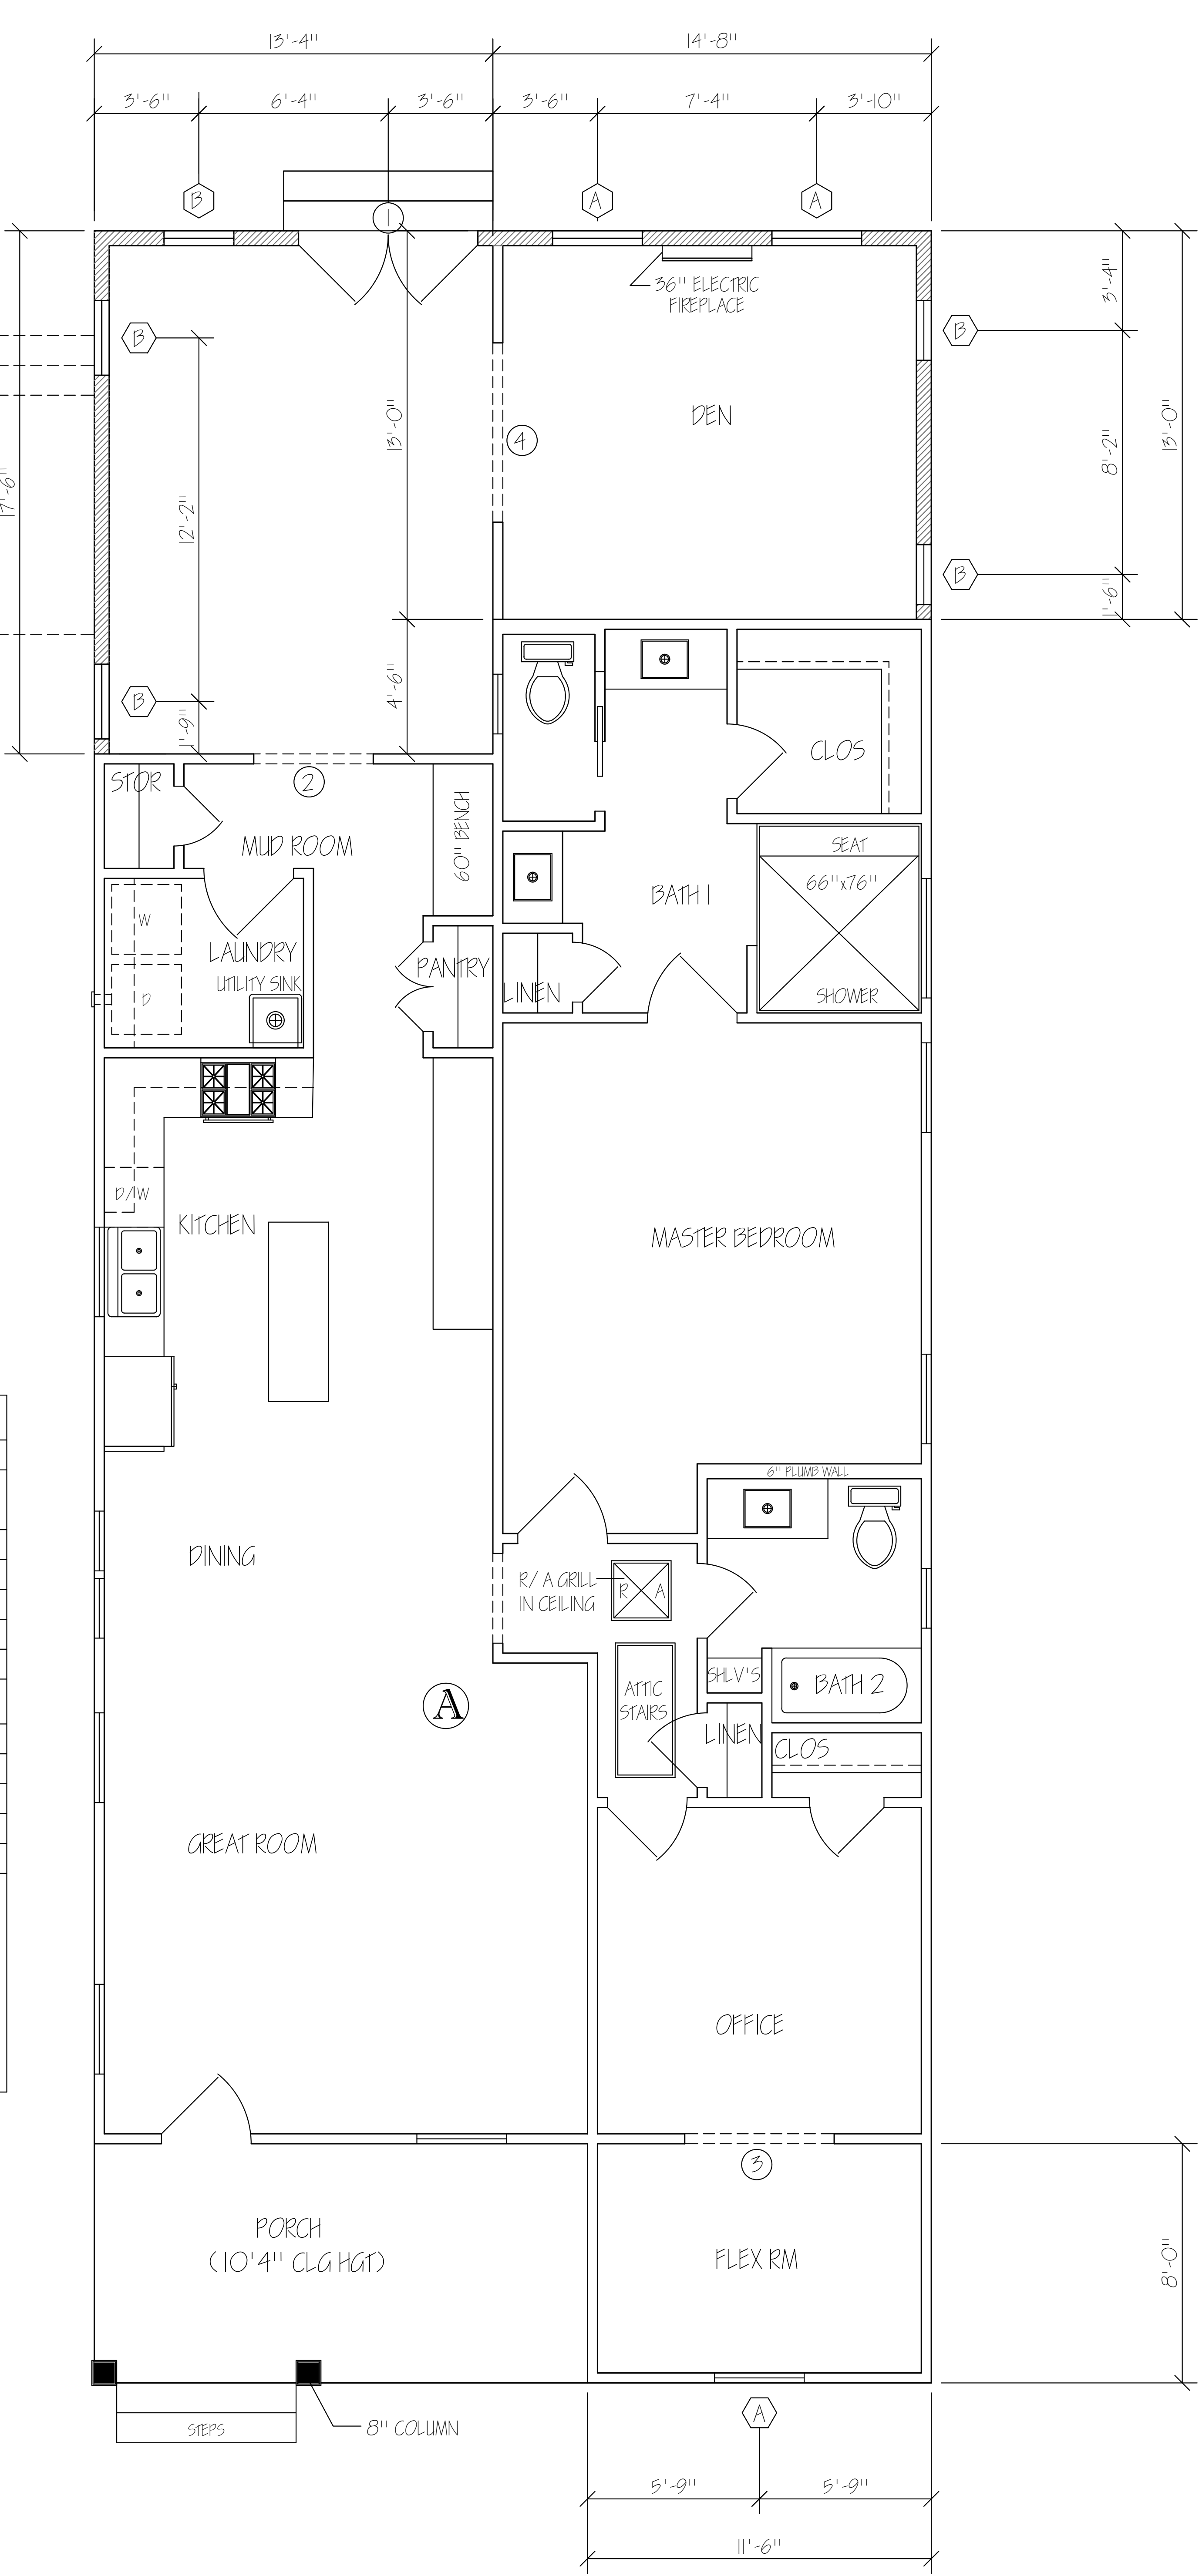 13'-4"
14'-8"
3'-6"
6'-4"
3'-6"
3'-6"
7'-4"
3'-10"
B
1
A
A
36" ELECTRIC
FIREPLACE
3'-4"
B
B
13'-0"
4
DEN
8'-2"
13'-0"
17'-6"
12'-2"
B
1'-6"
B
1'-9"
4'-6"
STOR
2
MUD ROOM
60" BENCH
CLOS
SEAT
66"x76"
W
BATH 1
LAUNDRY
UTILITY SINK
PANTRY
LINEN
SHOWER
D
D/W
KITCHEN
MASTER BEDROOM
6" PLUMB WALL
DINING
R/A GRILL
IN CEILING
R A
SHLV'S
BATH 2
ATTIC
STAIRS
A
LINEN
CLOS
GREAT ROOM
OFFICE
3
PORCH
(10'4" CLG HGT)
FLEX RM
8'-0"
STEPS
8" COLUMN
A
5'-9"
5'-9"
11'-6"